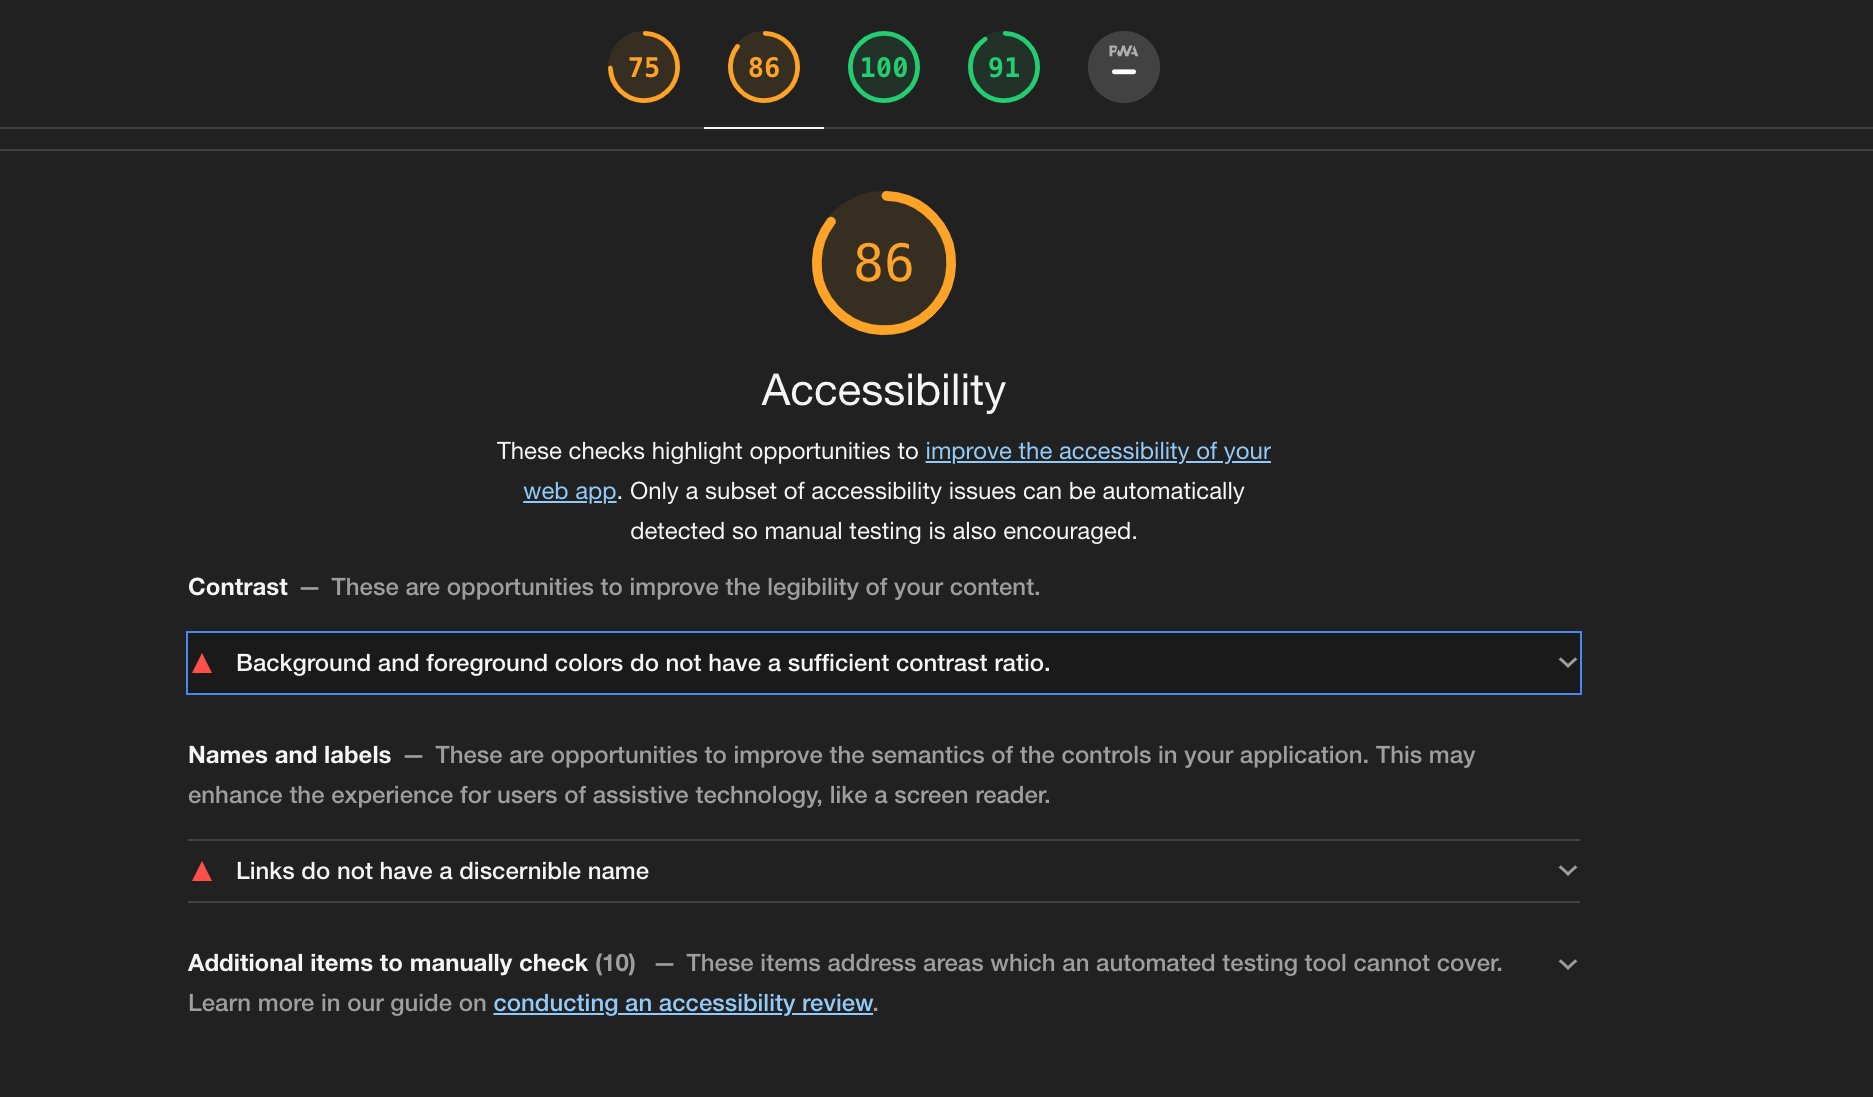 75 86 100 91 PWA
86
Accessibility
These checks highlight opportunities to improve the accessibility of your
web app. Only a subset of accessibility issues can be automatically
detected so manual testing is also encouraged.
Contrast — These are opportunities to improve the legibility of your content.
Background and foreground colors do not have a sufficient contrast ratio.
Names and labels — These are opportunities to improve the semantics of the controls in your application. This may
enhance the experience for users of assistive technology, like a screen reader.
Links do not have a discernible name
Additional items to manually check (10) — These items address areas which an automated testing tool cannot cover.
Learn more in our guide on conducting an accessibility review.